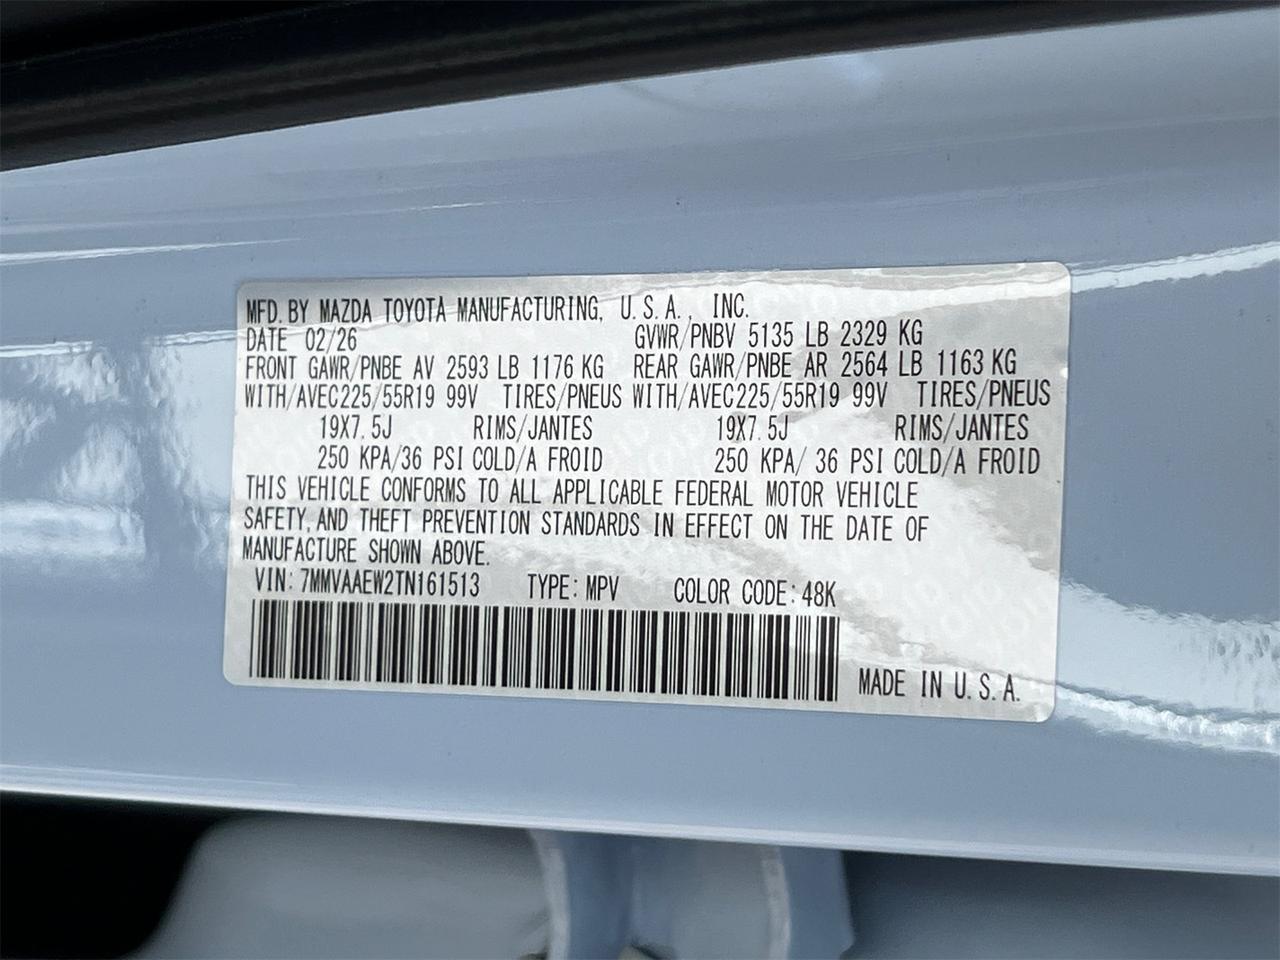 MFD. BY MAZDA TOYOTA MANUFACTURING, U.S.A., INC.
DATE 02/26 GVWR/PNBV 5135 LB 2329 KG
FRONT GAWR/PNBE AV 2593 LB 1176 KG REAR GAWR/PNBE AR 2564 LB 1163 KG
WITH/AVEC225/55R19 99V TIRES/PNEUS WITH/AVEC225/55R19 99V TIRES/PNEUS
19X7.5J RIMS/JANTES 19X7.5J RIMS/JANTES
250 KPA/36 PSI COLD/A FROID 250 KPA/ 36 PSI COLD/A FROID
THIS VEHICLE CONFORMS TO ALL APPLICABLE FEDERAL MOTOR VEHICLE
SAFETY, AND THEFT PREVENTION STANDARDS IN EFFECT ON THE DATE OF
MANUFACTURE SHOWN ABOVE.
VIN: 7MMVAAEW2TN161513 TYPE: MPV COLOR CODE: 48K
MADE IN U.S.A.